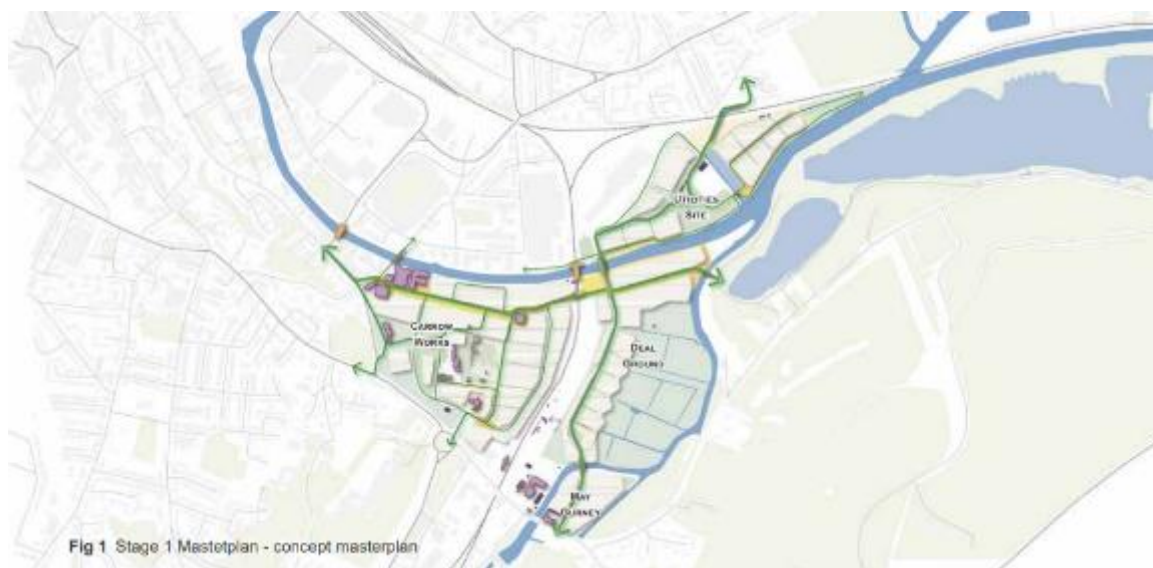 UTILITIES
SITE
CARROW
WORKS
DEAL
GROUND
MAY
GURNEY
Fig 1 Stage 1 Mastetplan - concept masterplan